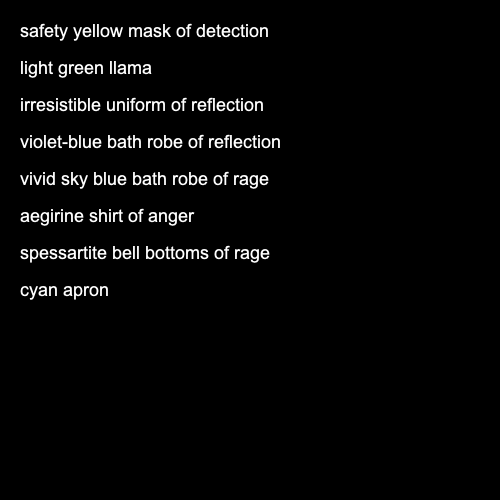 safety yellow mask of detection
light green llama
irresistible uniform of reflection
violet-blue bath robe of reflection
vivid sky blue bath robe of rage
aegirine shirt of anger
spessartite bell bottoms of rage
cyan apron